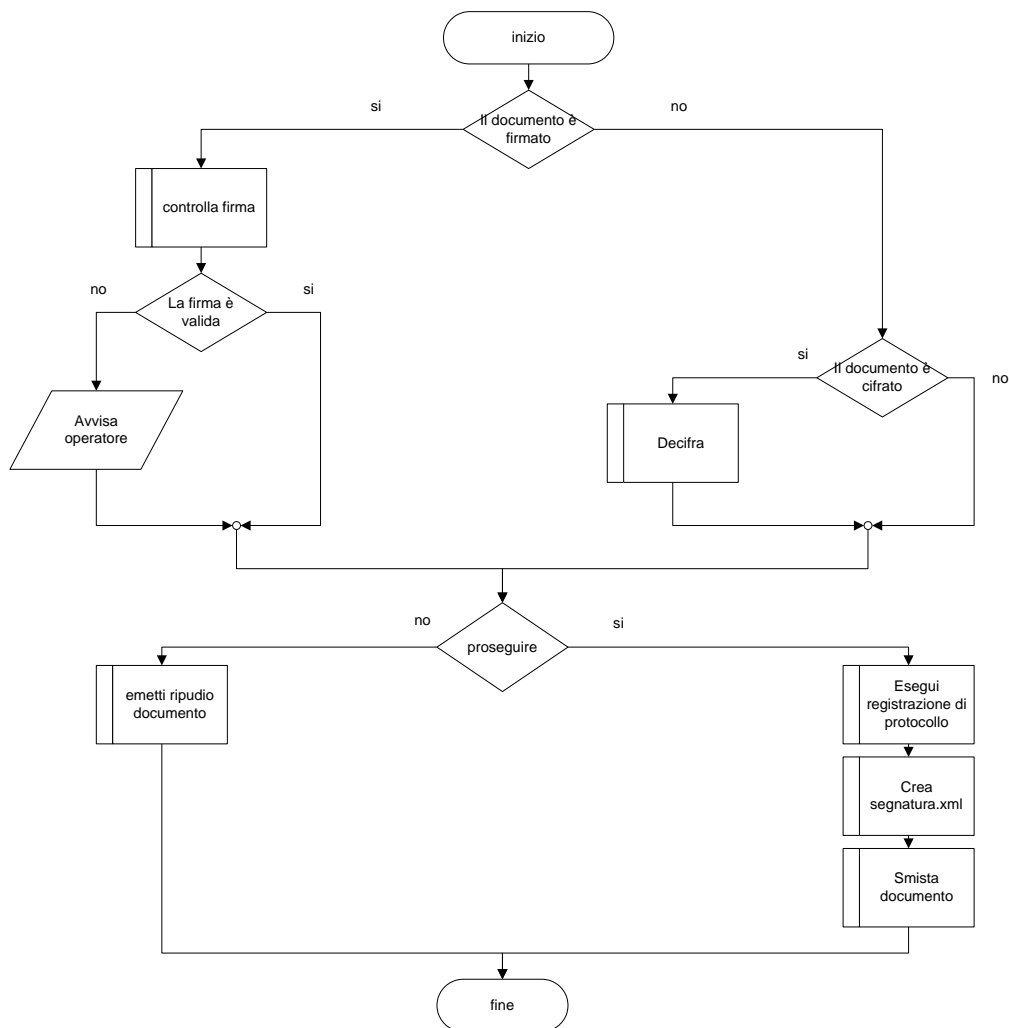 inizio
si
Il documento è
firmato
no
controlla firma
no
La firma è
valida
si
si
Il documento è
cifrato
no
Avvisa
operatore
Decifra
no
proseguire
si
emetti ripudio
documento
Esegui
registrazione di
protocollo
Crea
segnatura.xml
Smista
documento
fine